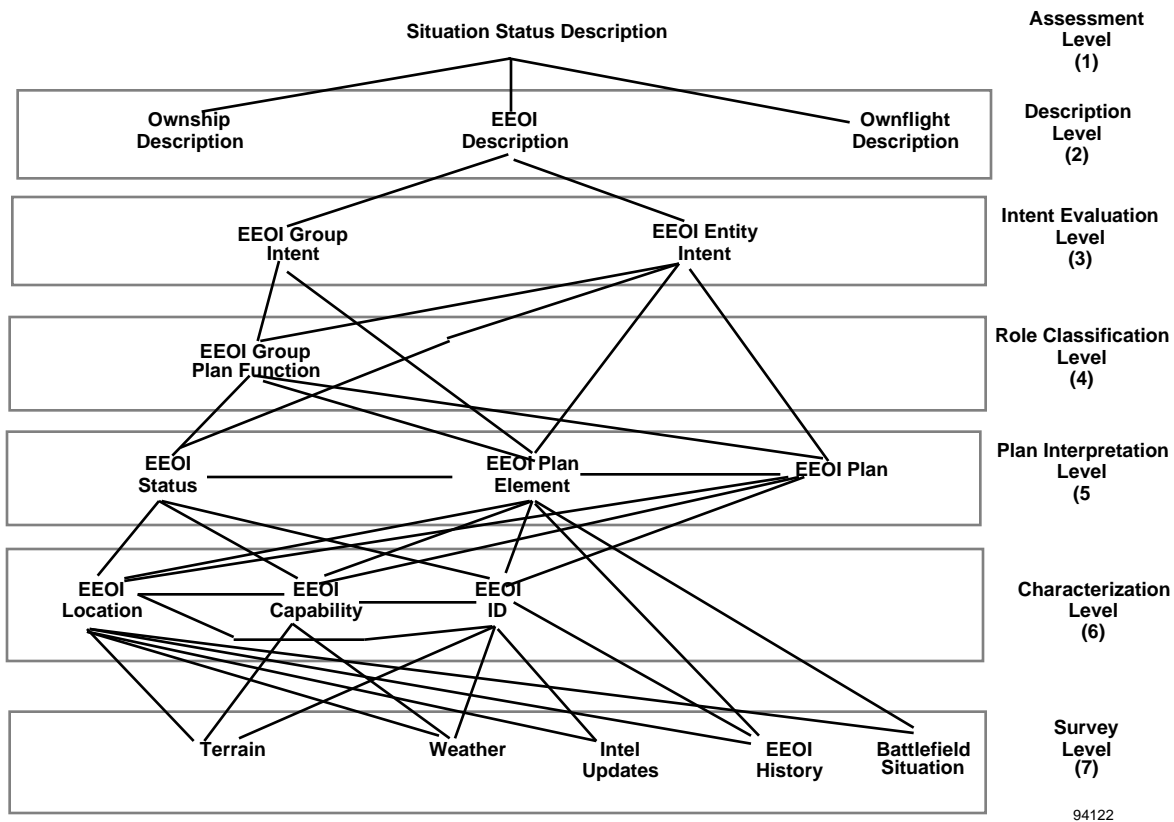 Situation Status Description
Assessment
Level
(1)
Ownship
Description
EEOI
Description
Ownflight
Description
Description
Level
(2)
EEOI Group
Intent
EEOI Entity
Intent
Intent Evaluation
Level
(3)
EEOI Group
Plan Function
Role Classification
Level
(4)
EEOI
Status
EEOI Plan
Element
EEOI Plan
Plan Interpretation
Level
(5
EEOI
Location
EEOI
Capability
EEOI
ID
Characterization
Level
(6)
Terrain
Weather
Intel
Updates
EEOI
History
Battlefield
Situation
Survey
Level
(7)
94122